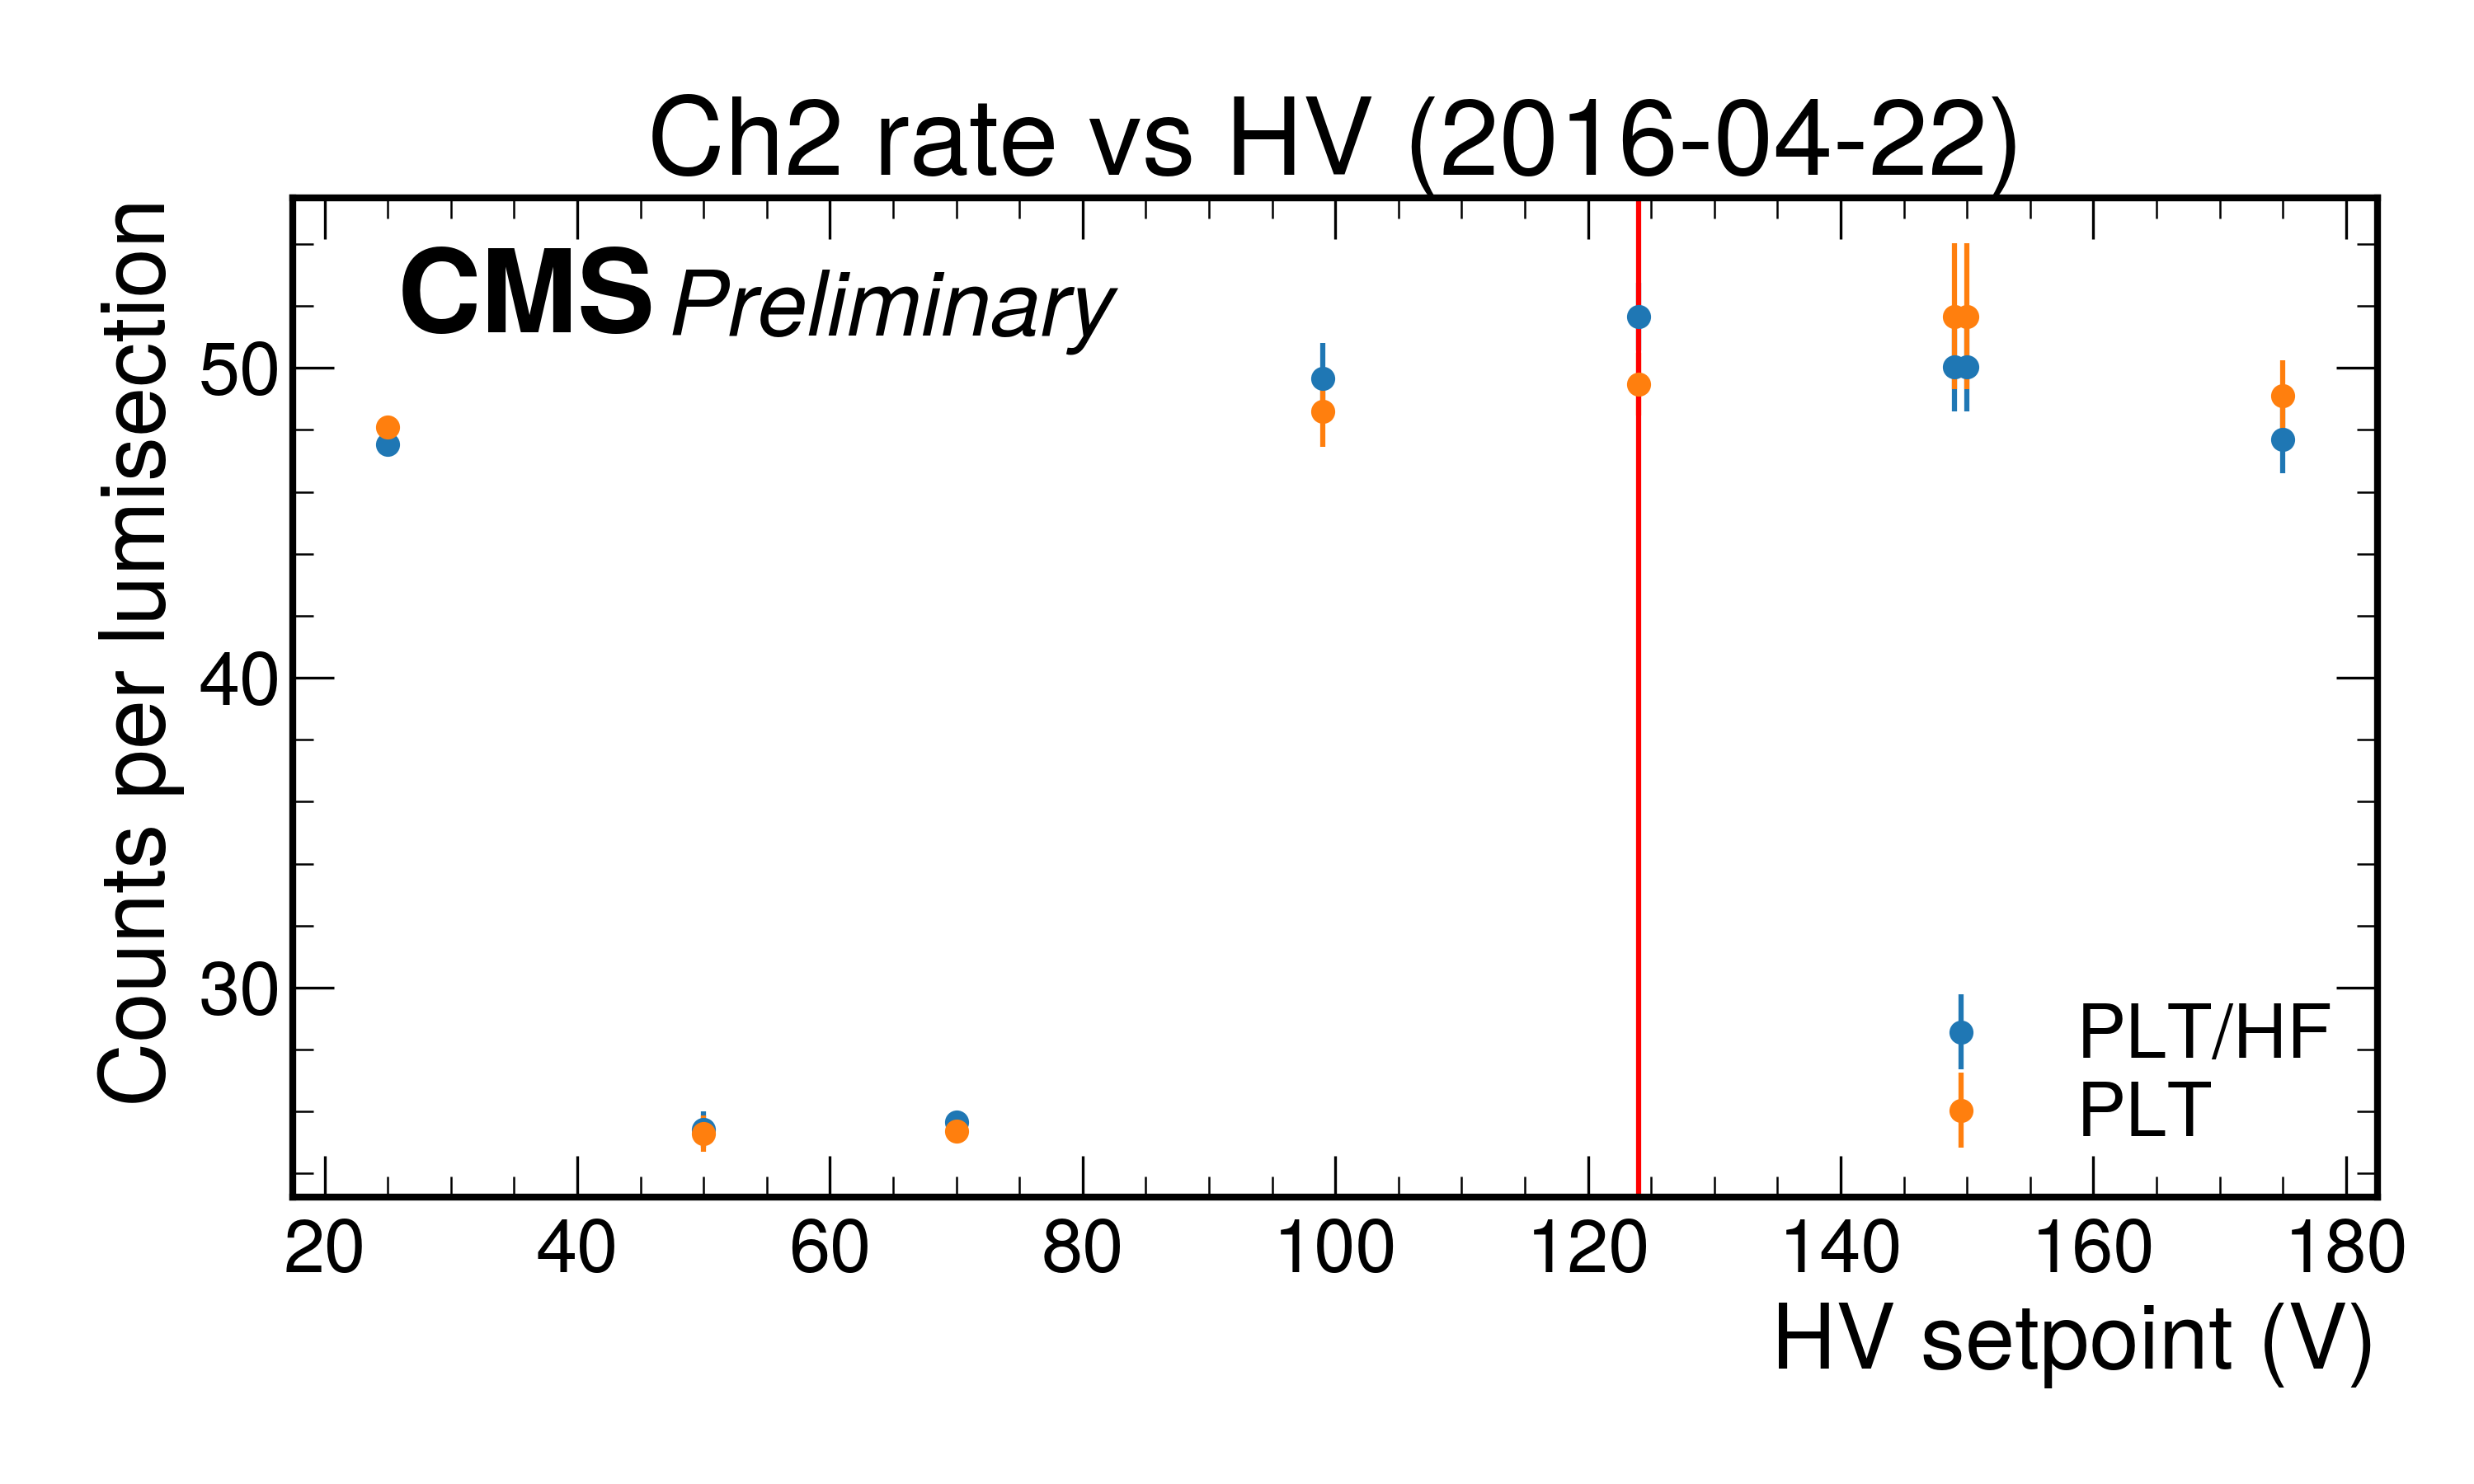 Ch2 rate vs HV (2016-04-22)
CMS Preliminary
Counts per lumisection
50
40
30
PLT/HF
PLT
20 40 60 80 100 120 140 160 180
HV setpoint (V)